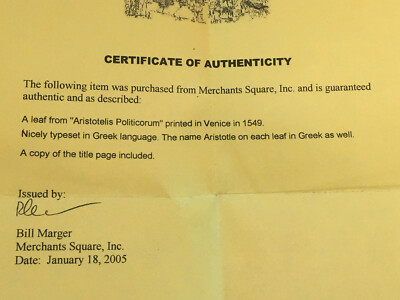 CERTIFICATE OF AUTHENTICITY
The following item was purchased from Merchants Square, Inc. and is guaranteed
authentic and as described:
A leaf from "Aristotelis Politicorum" printed in Venice in 1549.
Nicely typeset in Greek language. The name Aristotle on each leaf in Greek as well.
A copy of the title page included.
Issued by:
Bill Marger
Merchants Square, Inc.
Date: January 18, 2005